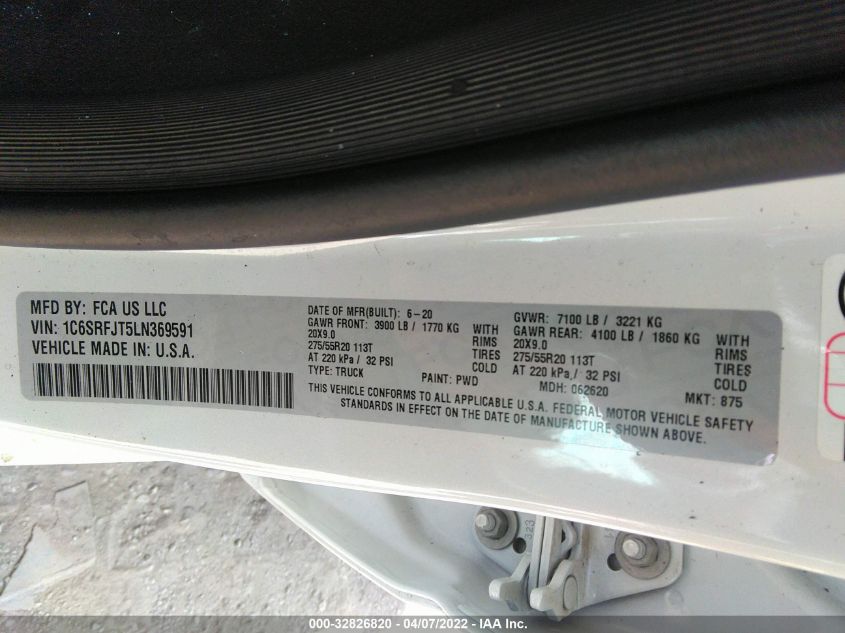 MFD BY: FCA US LLC
VIN: 1C6SRFJT5LN369591
VEHICLE MADE IN: U.S.A.
DATE OF MFR(BUILT): 6-20
GAWR FRONT: 3900 LB / 1770 KG WITH
20X9.0 RIMS
275/55R20 113T TIRES
AT 220 kPa / 32 PSI COLD
TYPE: TRUCK PAINT: PWD
GVWR: 7100 LB / 3221 KG
GAWR REAR: 4100 LB / 1860 KG WITH
20X9.0 RIMS
275/55R20 113T TIRES
AT 220 kPa / 32 PSI COLD
MDH: 062620 MKT: 875
THIS VEHICLE CONFORMS TO ALL APPLICABLE U.S.A. FEDERAL MOTOR VEHICLE SAFETY
STANDARDS IN EFFECT ON THE DATE OF MANUFACTURE SHOWN ABOVE.
323
000-32826820 - 04/07/2022 - IAA Inc.